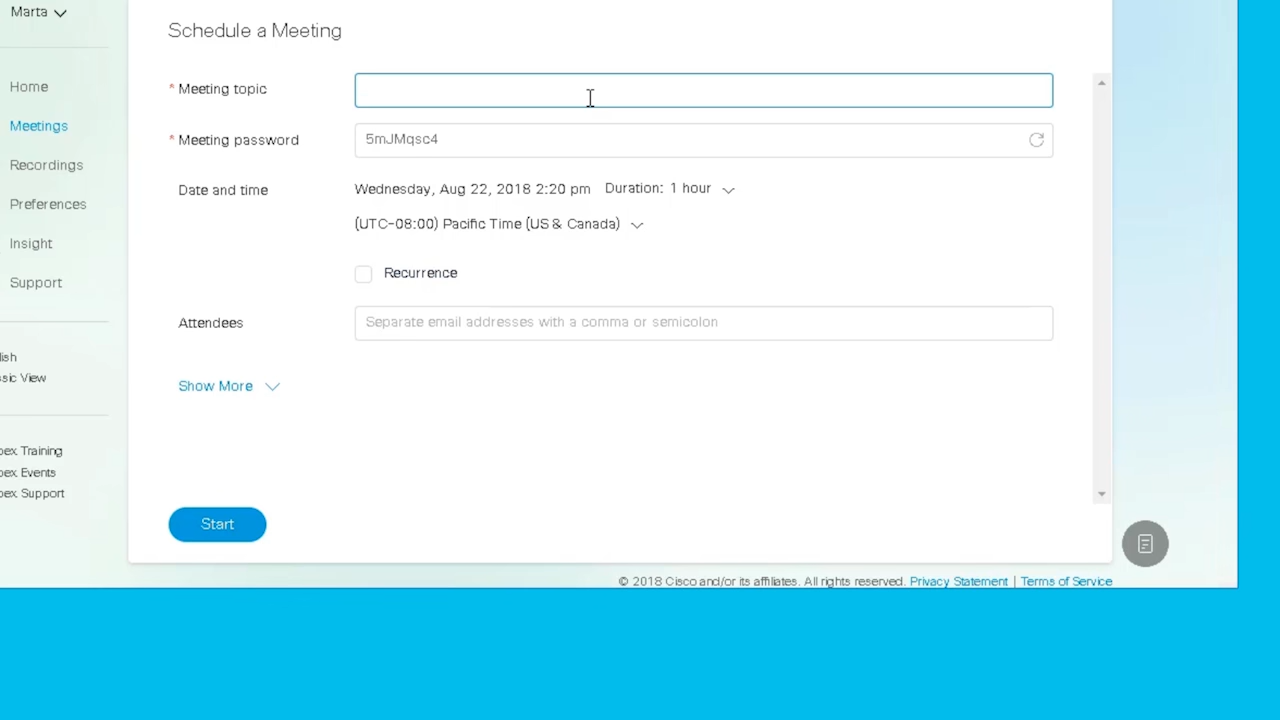 Marta
Schedule a Meeting
* Meeting topic
* Meeting password 5mJMqsc4
Date and time Wednesday, Aug 22, 2018 2:20 pm Duration: 1 hour
(UTC-08:00) Pacific Time (US & Canada)
Recurrence
Attendees Separate email addresses with a comma or semicolon
Show More
Start
Home
Meetings
Recordings
Preferences
Insight
Support
lish
ssic View
bex Training
bex Events
bex Support
© 2018 Cisco and/or its affiliates. All rights reserved. Privacy Statement | Terms of Service